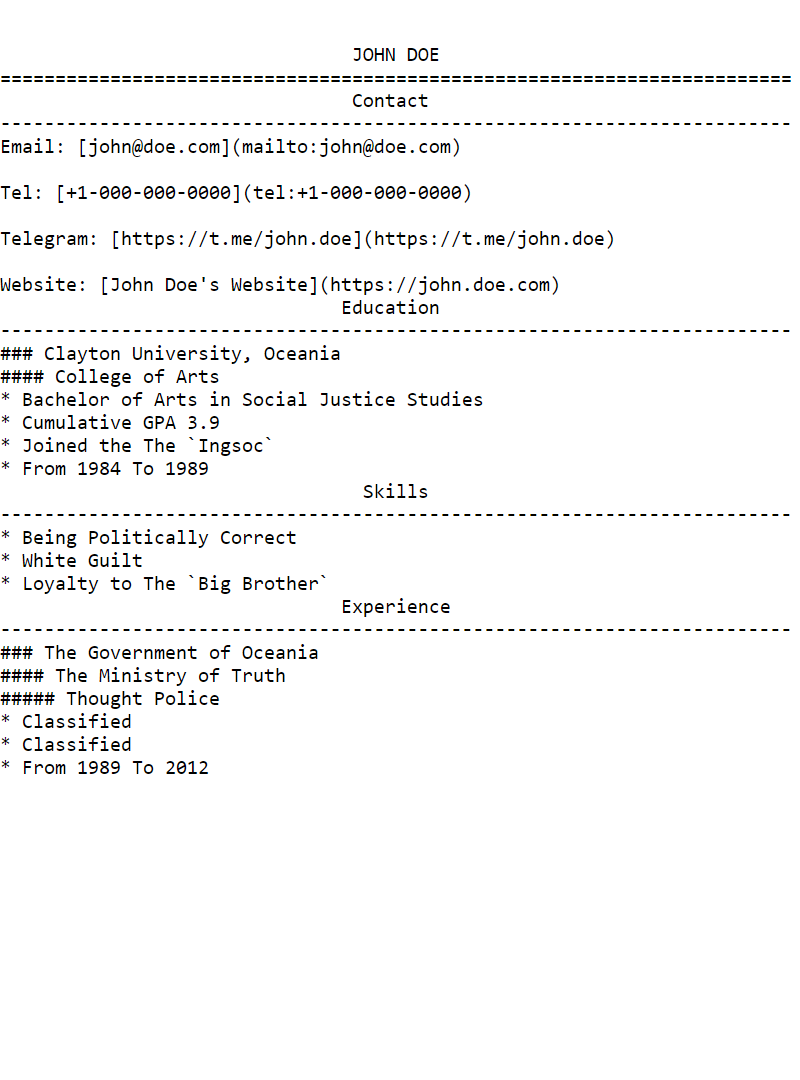 JOHN DOE
========================================================================
Contact
------------------------------------------------------------------------
Email: [john@doe.com](mailto:john@doe.com)
Tel: [+1-000-000-0000](tel:+1-000-000-0000)
Telegram: [https://t.me/john.doe](https://t.me/john.doe)
Website: [John Doe's Website](https://john.doe.com)
Education
------------------------------------------------------------------------
### Clayton University, Oceania
#### College of Arts
* Bachelor of Arts in Social Justice Studies
* Cumulative GPA 3.9
* Joined the The `Ingsoc`
* From 1984 To 1989
Skills
------------------------------------------------------------------------
* Being Politically Correct
* White Guilt
* Loyalty to The `Big Brother`
Experience
------------------------------------------------------------------------
### The Government of Oceania
#### The Ministry of Truth
##### Thought Police
* Classified
* Classified
* From 1989 To 2012